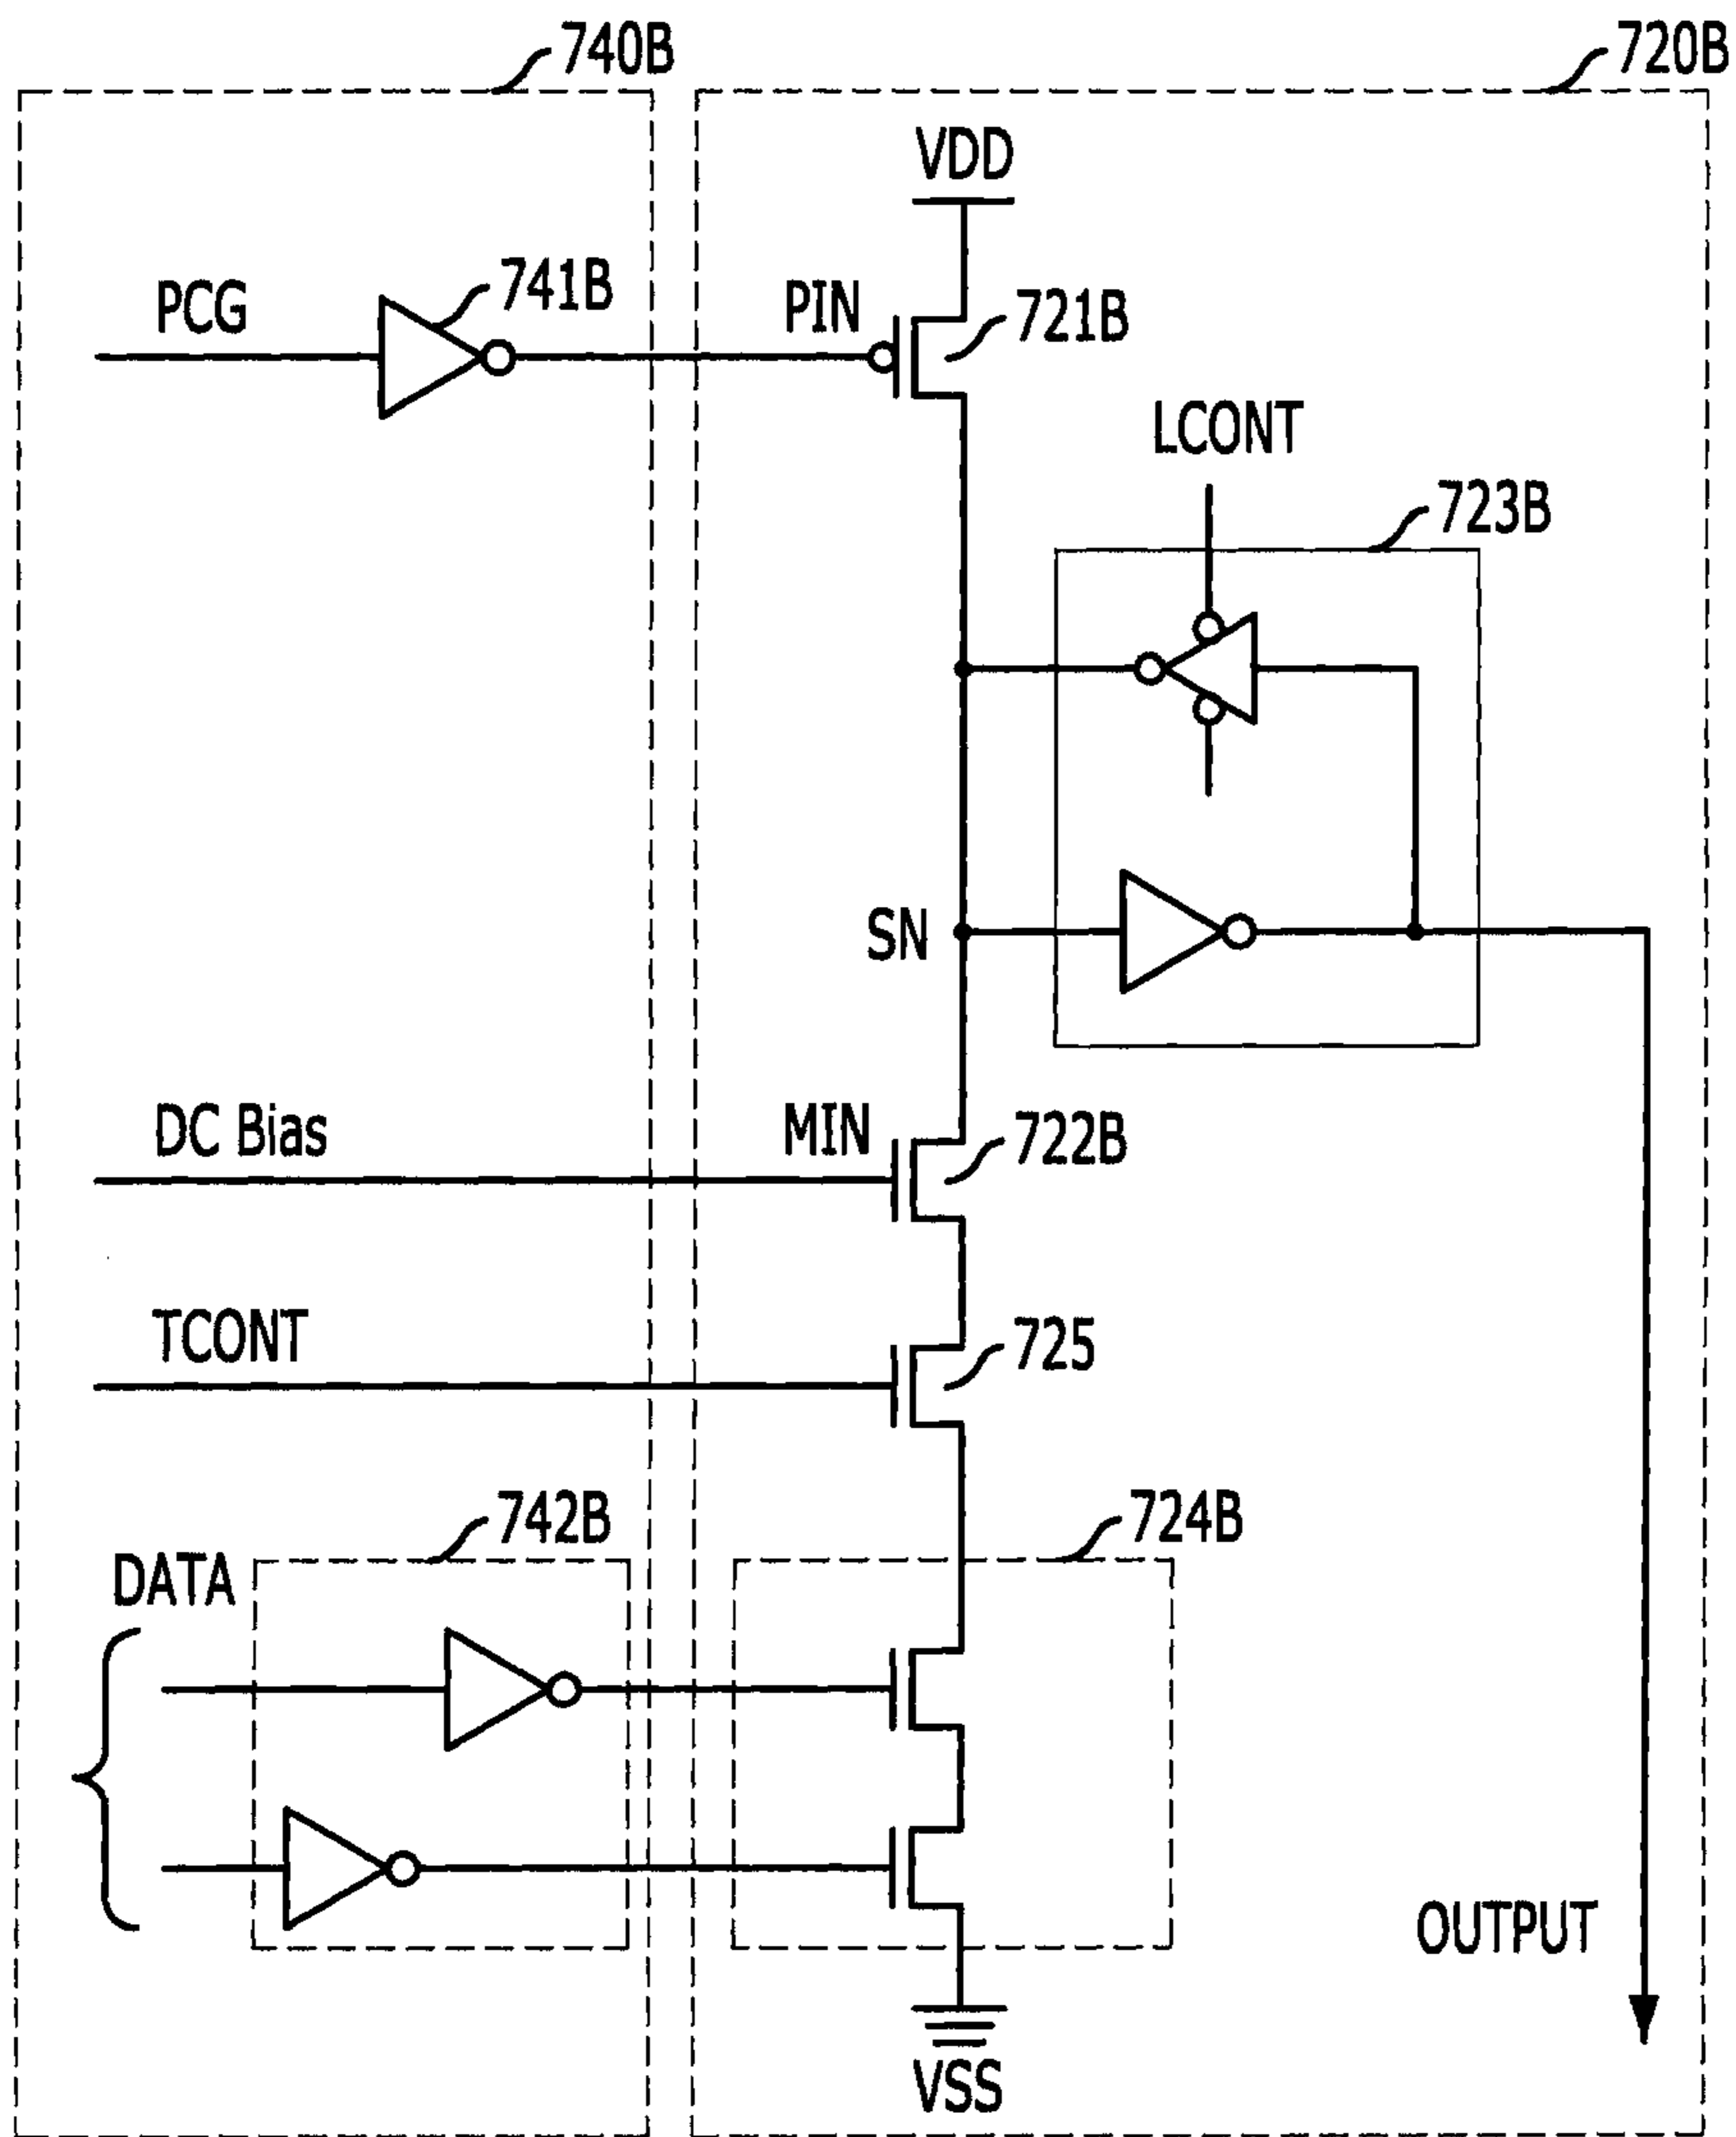 740B
720B
VDD
PCG
741B
PIN
721B
LCONT
723B
SN
DC Bias
MIN
722B
TCONT
725
742B
724B
DATA
OUTPUT
VSS